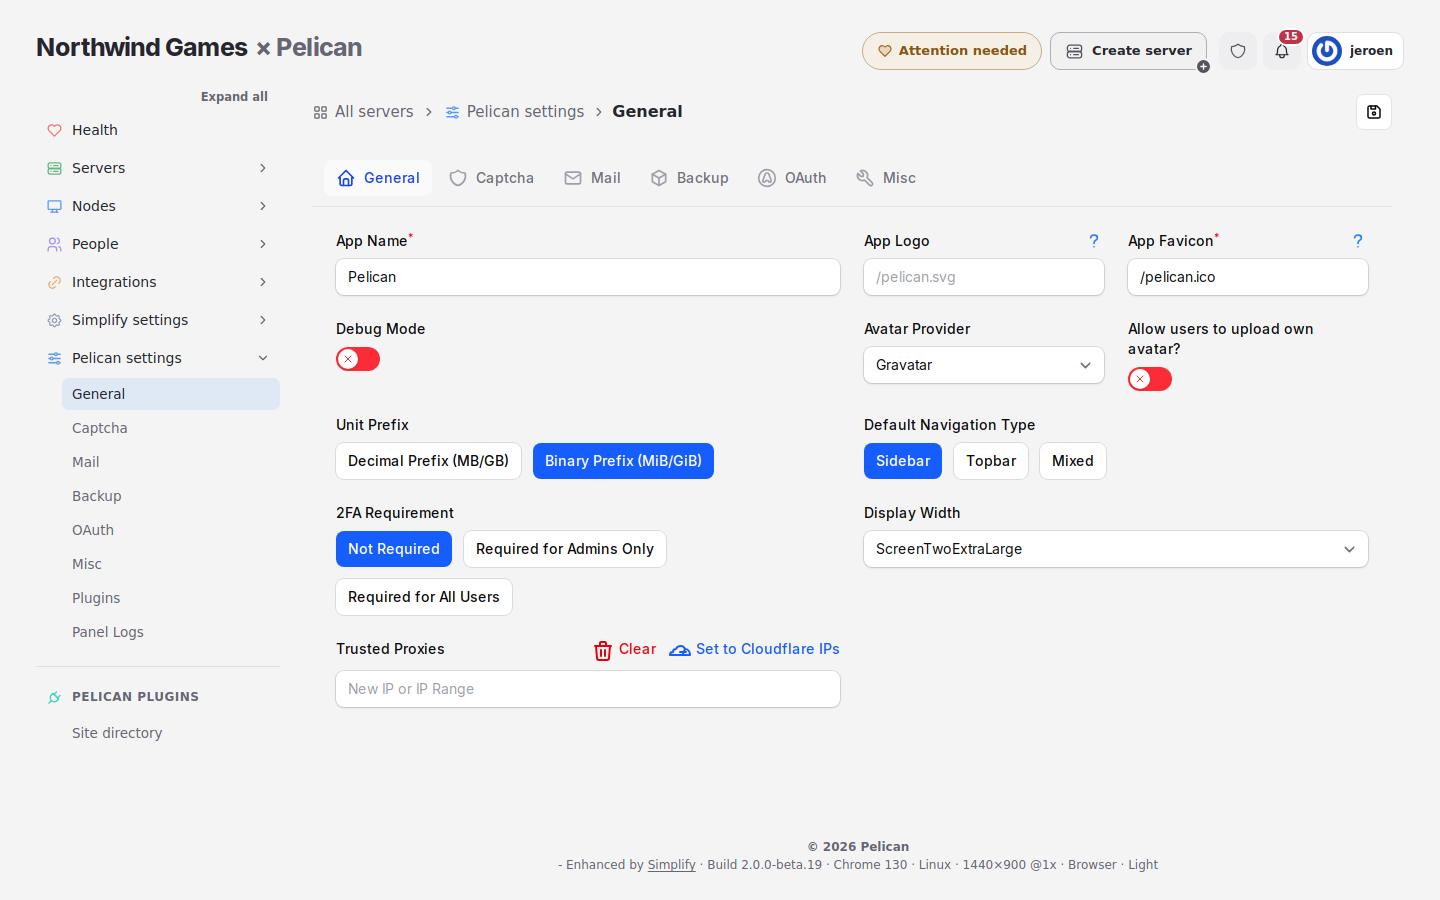 Northwind Games × Pelican
Attention needed
Create server
15
jeroen
Expand all
Health
Servers
Nodes
People
Integrations
Simplify settings
Pelican settings
General
Captcha
Mail
Backup
OAuth
Misc
Plugins
Panel Logs
PELICAN PLUGINS
Site directory
All servers > Pelican settings > General
General Captcha Mail Backup OAuth Misc
App Name*
Pelican
App Logo ?
/pelican.svg
App Favicon* ?
/pelican.ico
Debug Mode
Avatar Provider
Gravatar
Allow users to upload own
avatar?
Unit Prefix
Decimal Prefix (MB/GB) Binary Prefix (MiB/GiB)
Default Navigation Type
Sidebar Topbar Mixed
2FA Requirement
Not Required Required for Admins Only
Required for All Users
Display Width
ScreenTwoExtraLarge
Trusted Proxies Clear Set to Cloudflare IPs
New IP or IP Range
© 2026 Pelican
- Enhanced by Simplify · Build 2.0.0-beta.19 · Chrome 130 · Linux · 1440×900 @1x · Browser · Light